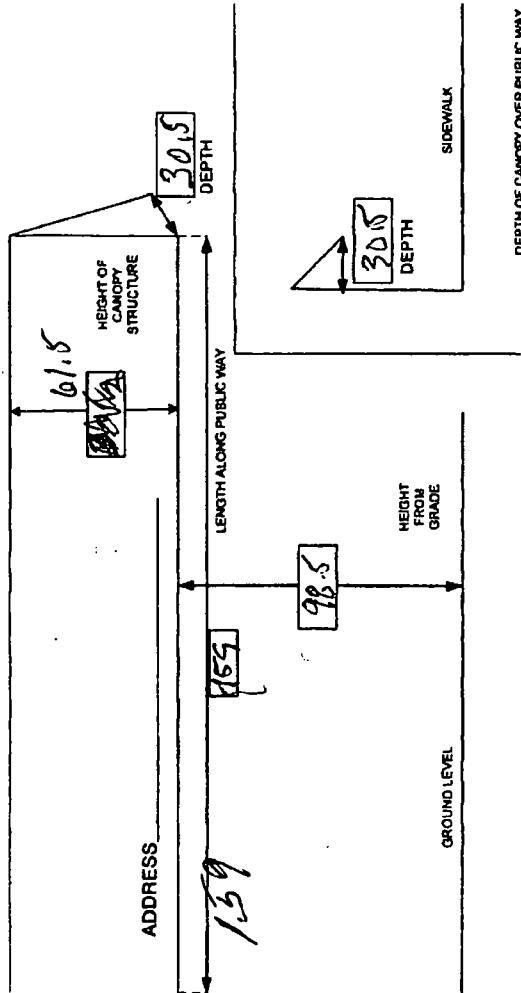 61.5
HEIGHT OF
CANOPY
STRUCTURE
30.5
DEPTH
ADDRESS
LENGTH ALONG PUBLIC WAY
159
98.5
HEIGHT
FROM
GRADE
GROUND LEVEL
30.5
DEPTH
SIDEWALK
DEPTH OF CANOPY OVER PUBLIC WAY